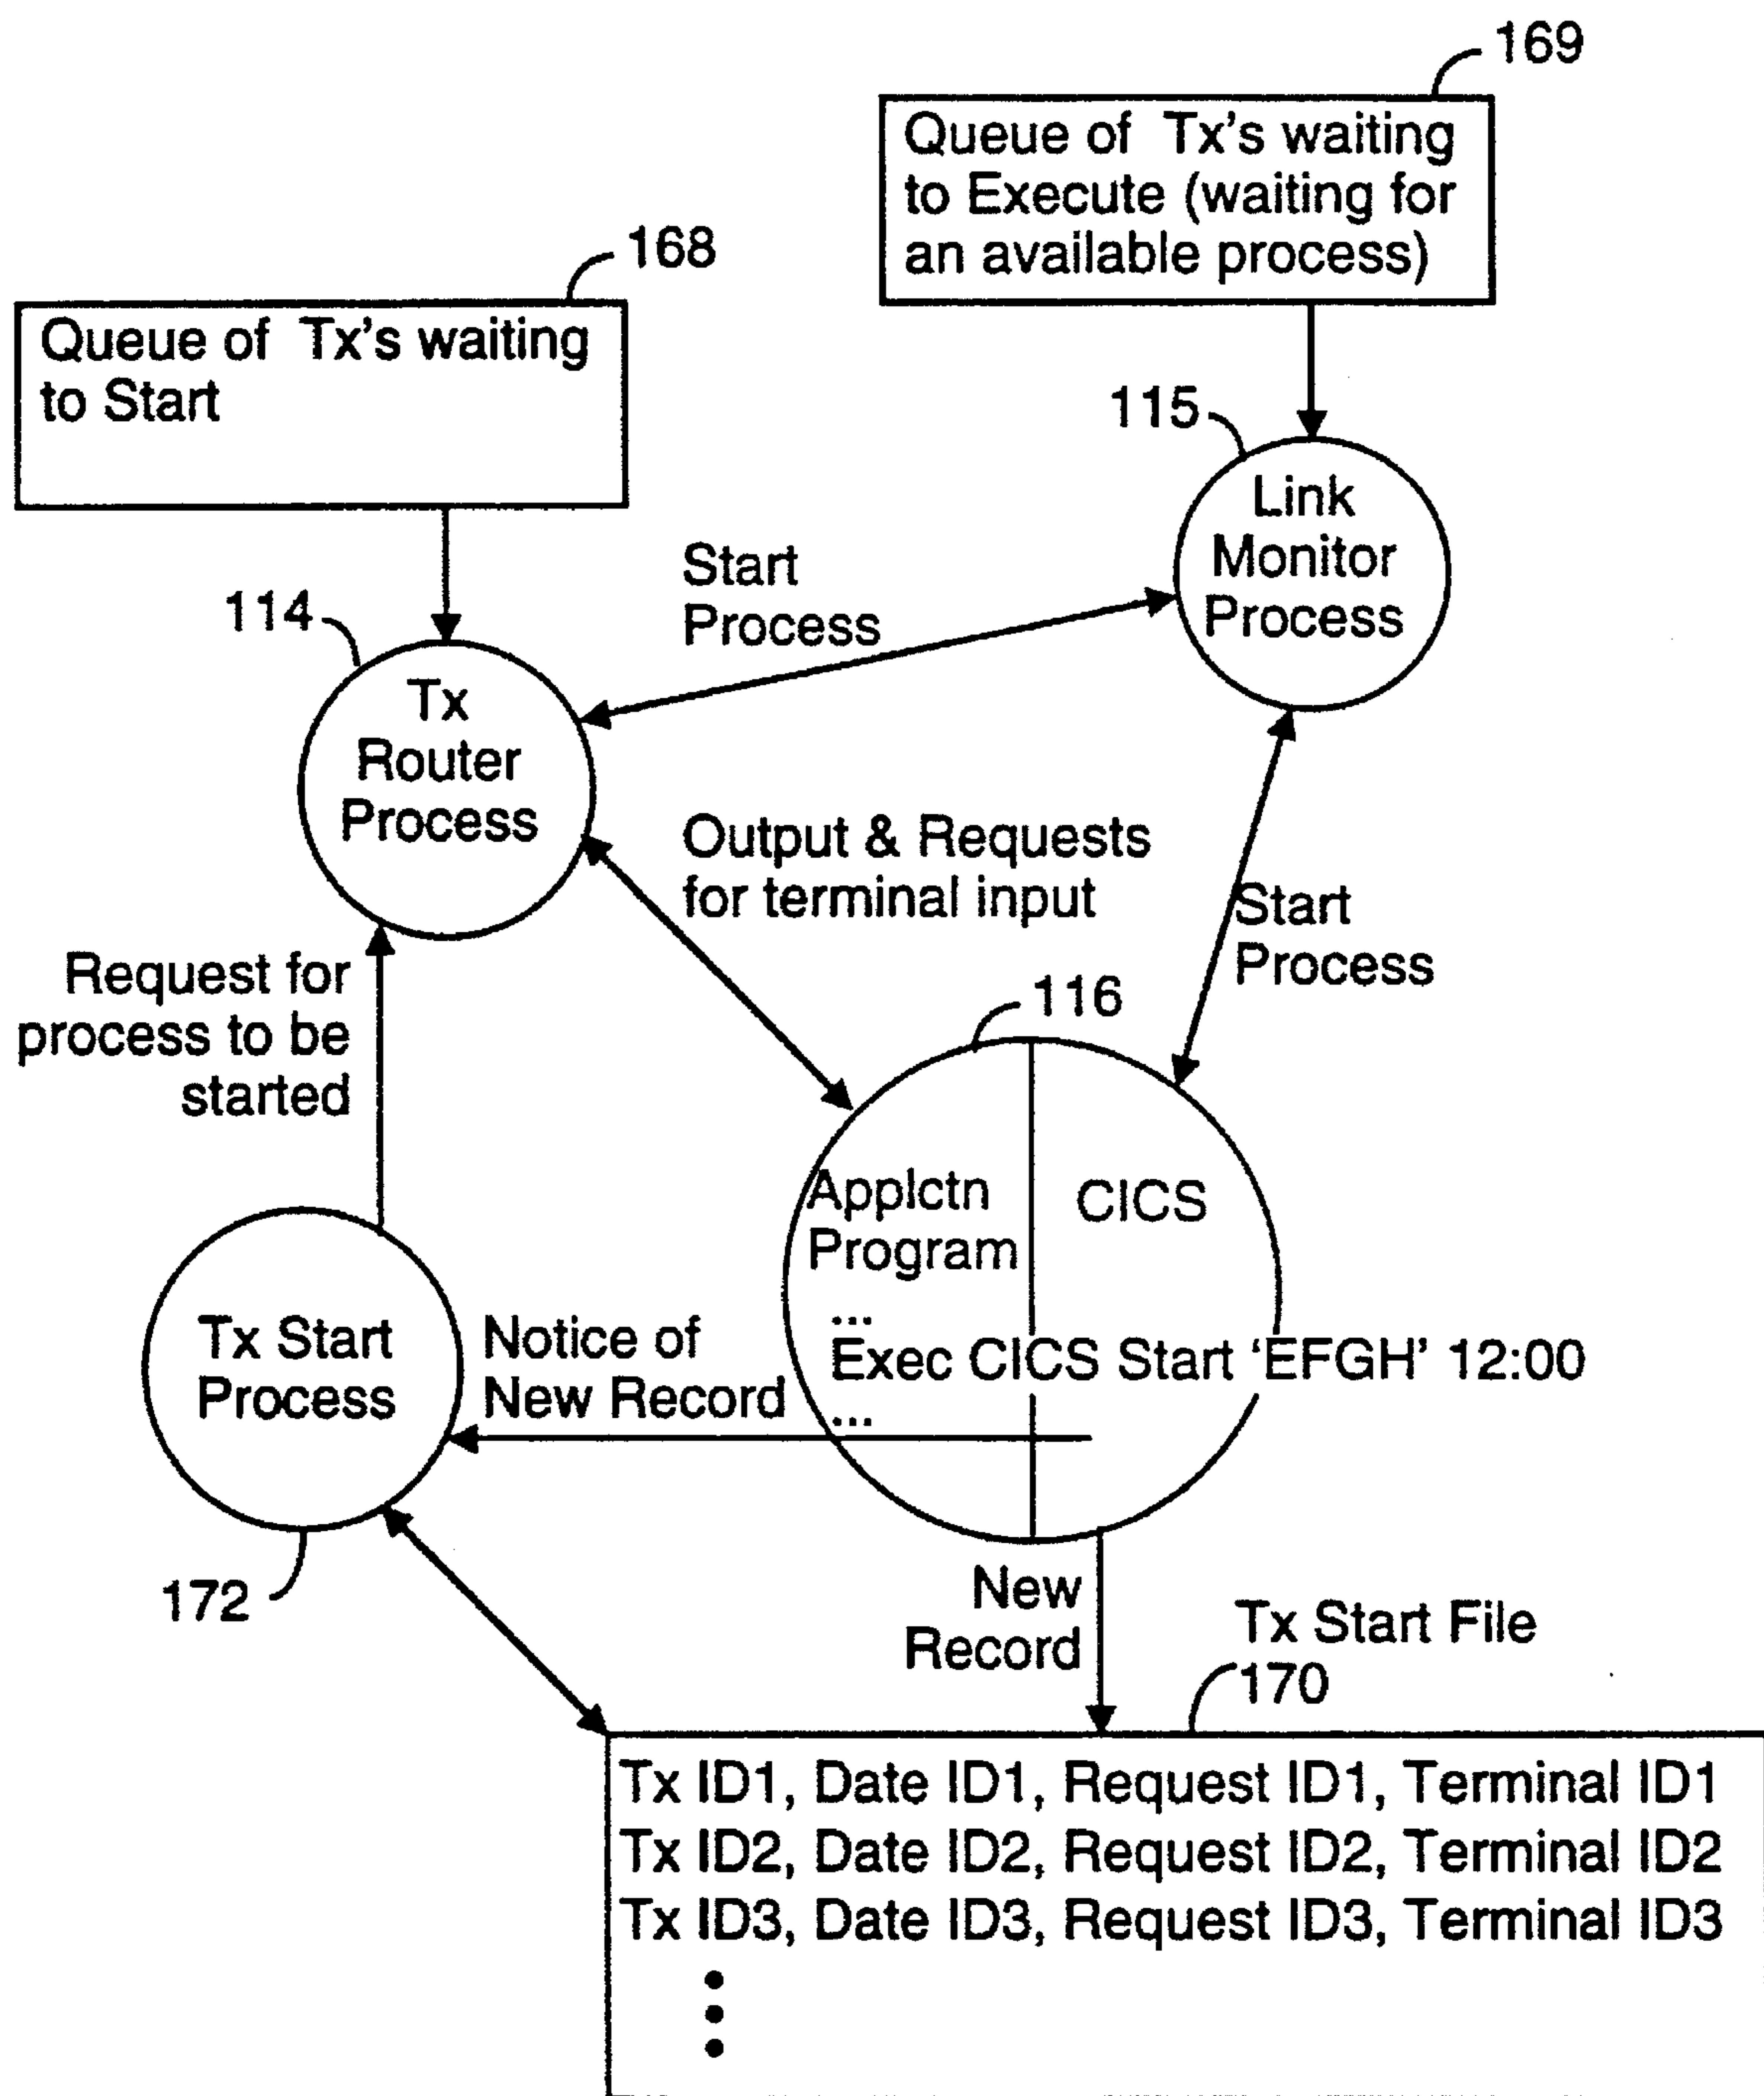 169
Queue of Tx's waiting
to Execute (waiting for
an available process)
168
Queue of Tx's waiting
to Start
115
Link
Monitor
Process
Start
Process
114
Tx
Router
Process
Output & Requests
for terminal input
Start
Process
Request for
process to be
started
116
Applctn
Program
...
CICS
Exec CICS Start ‘EFGH’ 12:00
...
Tx Start
Process
Notice of
New Record
172
New
Record
Tx Start File
170
Tx ID1, Date ID1, Request ID1, Terminal ID1
Tx ID2, Date ID2, Request ID2, Terminal ID2
Tx ID3, Date ID3, Request ID3, Terminal ID3